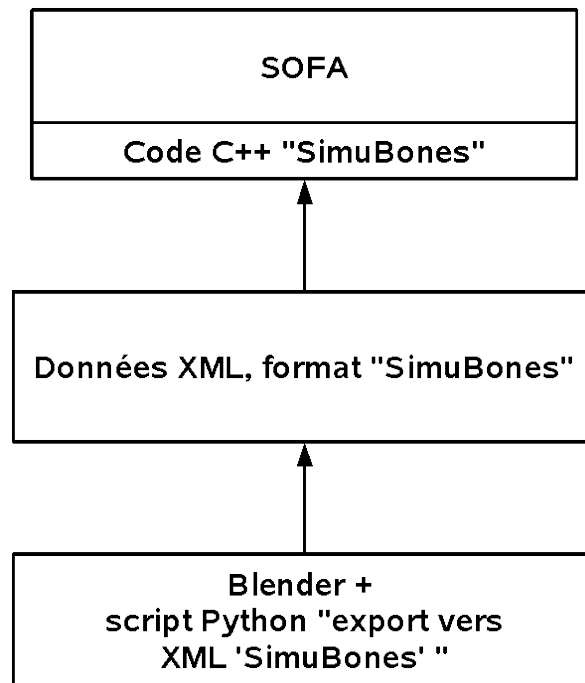 SOFA
Code C++ "SimuBones"
Données XML, format "SimuBones"
Blender +
script Python "export vers
XML 'SimuBones' "